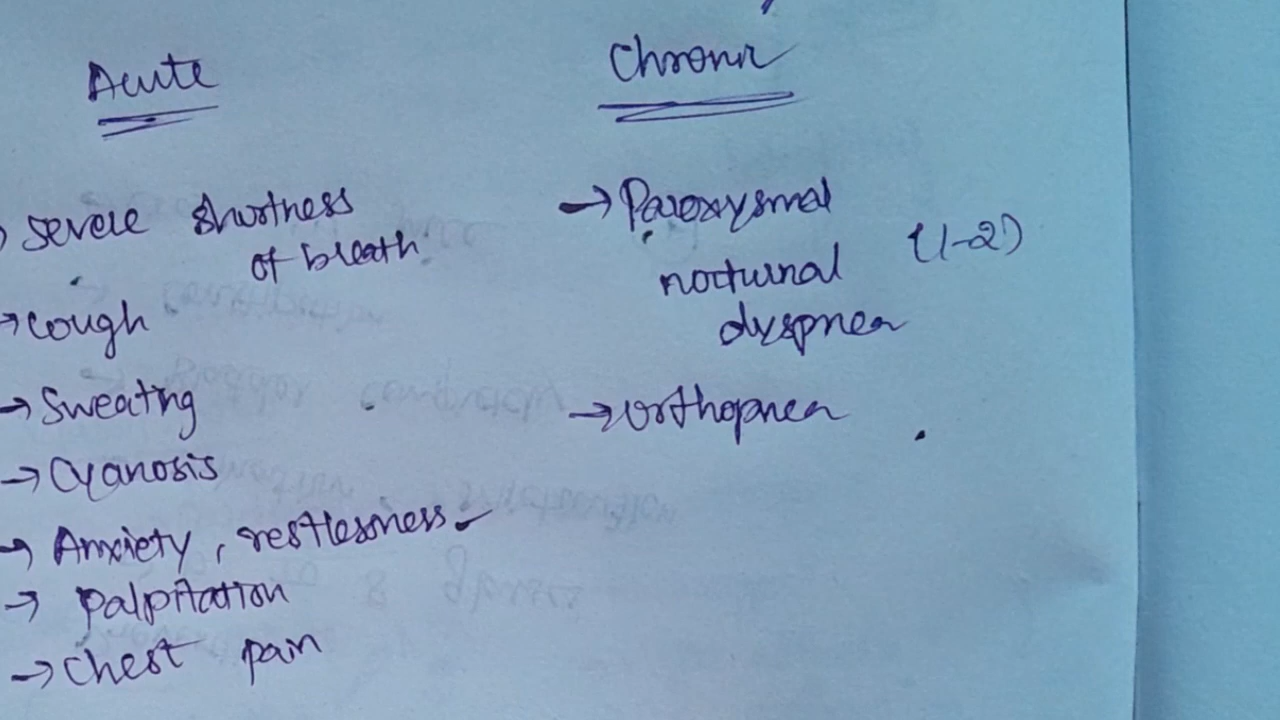 Acute
Chronic
severe shortness
of breath
→ cough
→ Sweating
→ Cyanosis
→ Anxiety, restlessness
→ palpitation
→ chest pain
→ Paroxysmal
nocturnal (1-2)
dyspnea
→ orthopnea